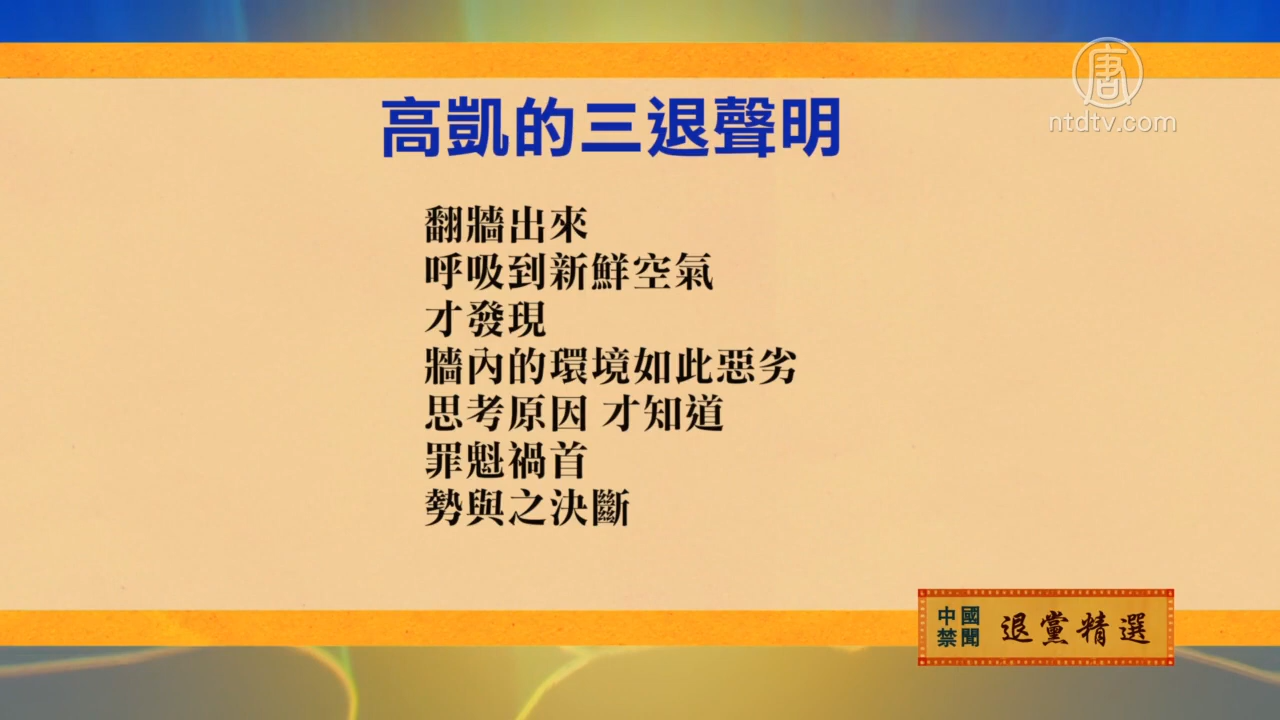 唐
ntdtv.com
高凱的三退聲明
翻牆出來
呼吸到新鮮空氣
才發現
牆內的環境如此惡劣
思考原因 才知道
罪魁禍首
勢與之決斷
中國禁聞
退黨精選